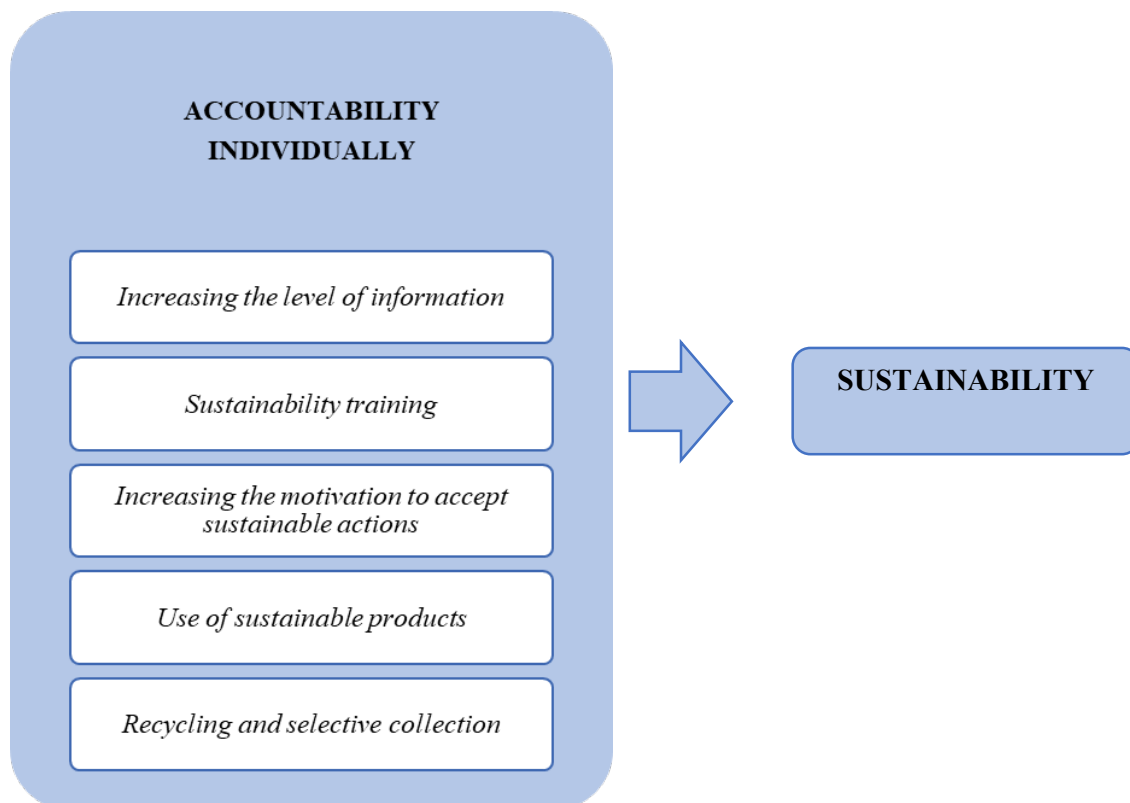 ACCOUNTABILITY
INDIVIDUALLY
Increasing the level of information
Sustainability training
Increasing the motivation to accept
sustainable actions
Use of sustainable products
Recycling and selective collection
SUSTAINABILITY